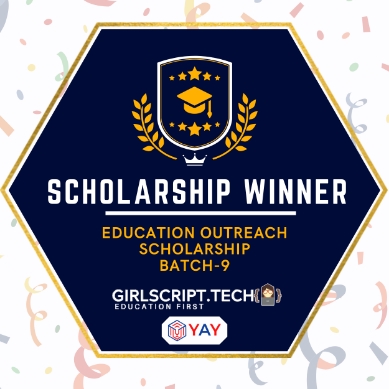 SCHOLARSHIP WINNER
EDUCATION OUTREACH
SCHOLARSHIP
BATCH-9
GIRLSCRIPT.TECH
EDUCATION FIRST
YAY